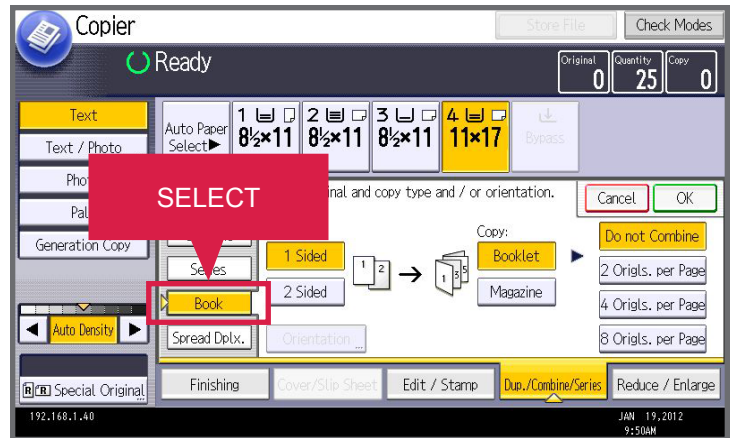 Copier
Store File
Check Modes
Ready
Original
0
Quantity
25
Copy
0
Text
Text / Photo
Pho
Pal
Generation Copy
Auto Density
Special Original
Auto Paper
Select▶
1
8½×11
2
8½×11
3
8½×11
4
11×17
Bypass
SELECT
inal and copy type and / or orientation.
Cancel
OK
Series
Book
Spread Dplx.
1 Sided
2 Sided
Orientation
1 2 → 1 3 5
Copy:
Booklet
Magazine
Do not Combine
2 Origls. per Page
4 Origls. per Page
8 Origls. per Page
Finishing
Cover/Slip Sheet
Edit / Stamp
Dup./Combine/Series
Reduce / Enlarge
192.168.1.40
JAN 19,2012
9:50AM